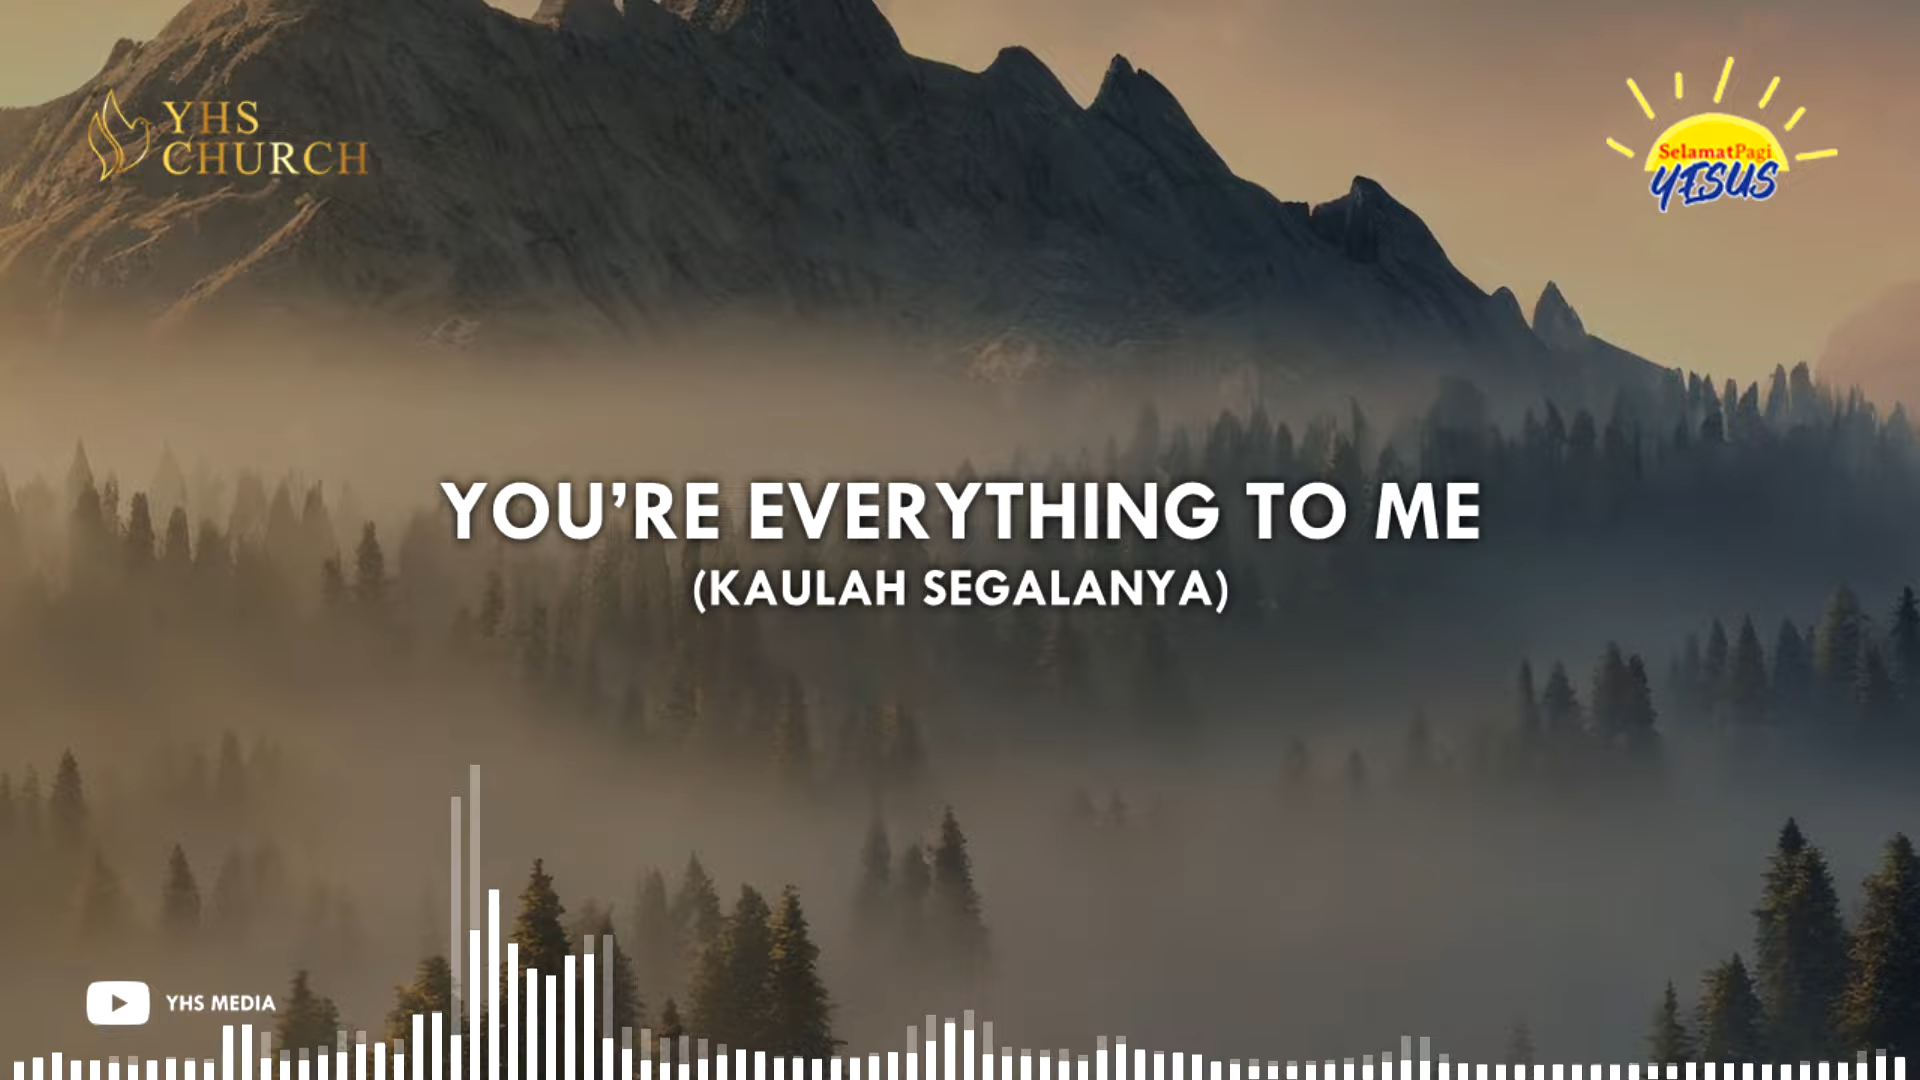 YHS
CHURCH
SelamatPagi
YESUS
YOU’RE EVERYTHING TO ME
(KAULAH SEGALANYA)
YHS MEDIA